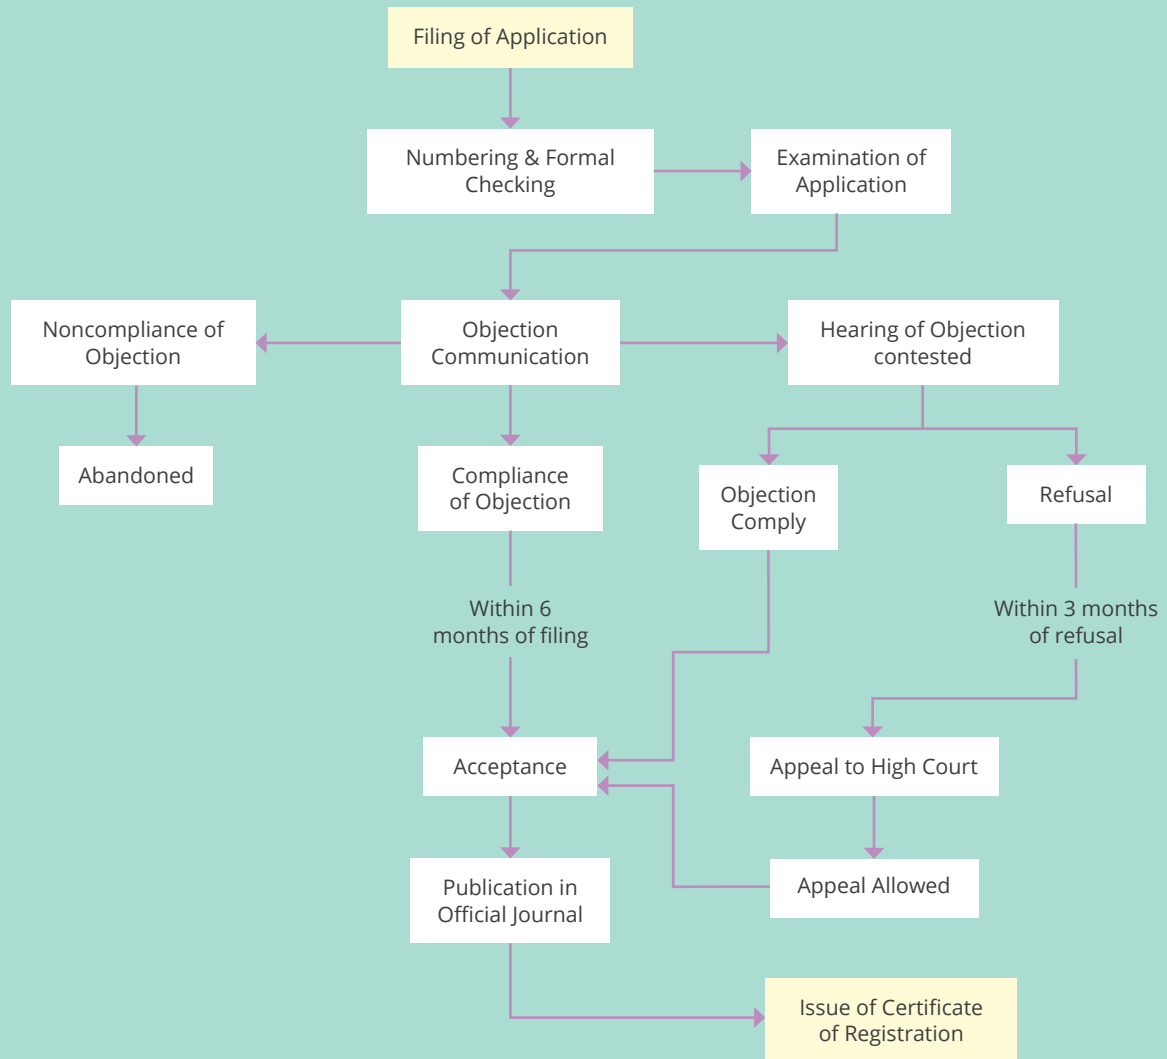 Filing of Application
Numbering & Formal
Checking
Examination of
Application
Noncompliance of
Objection
Objection
Communication
Hearing of Objection
contested
Abandoned
Compliance
of Objection
Objection
Comply
Refusal
Within 6
months of filing
Within 3 months
of refusal
Acceptance
Appeal to High Court
Publication in
Official Journal
Appeal Allowed
Issue of Certificate
of Registration